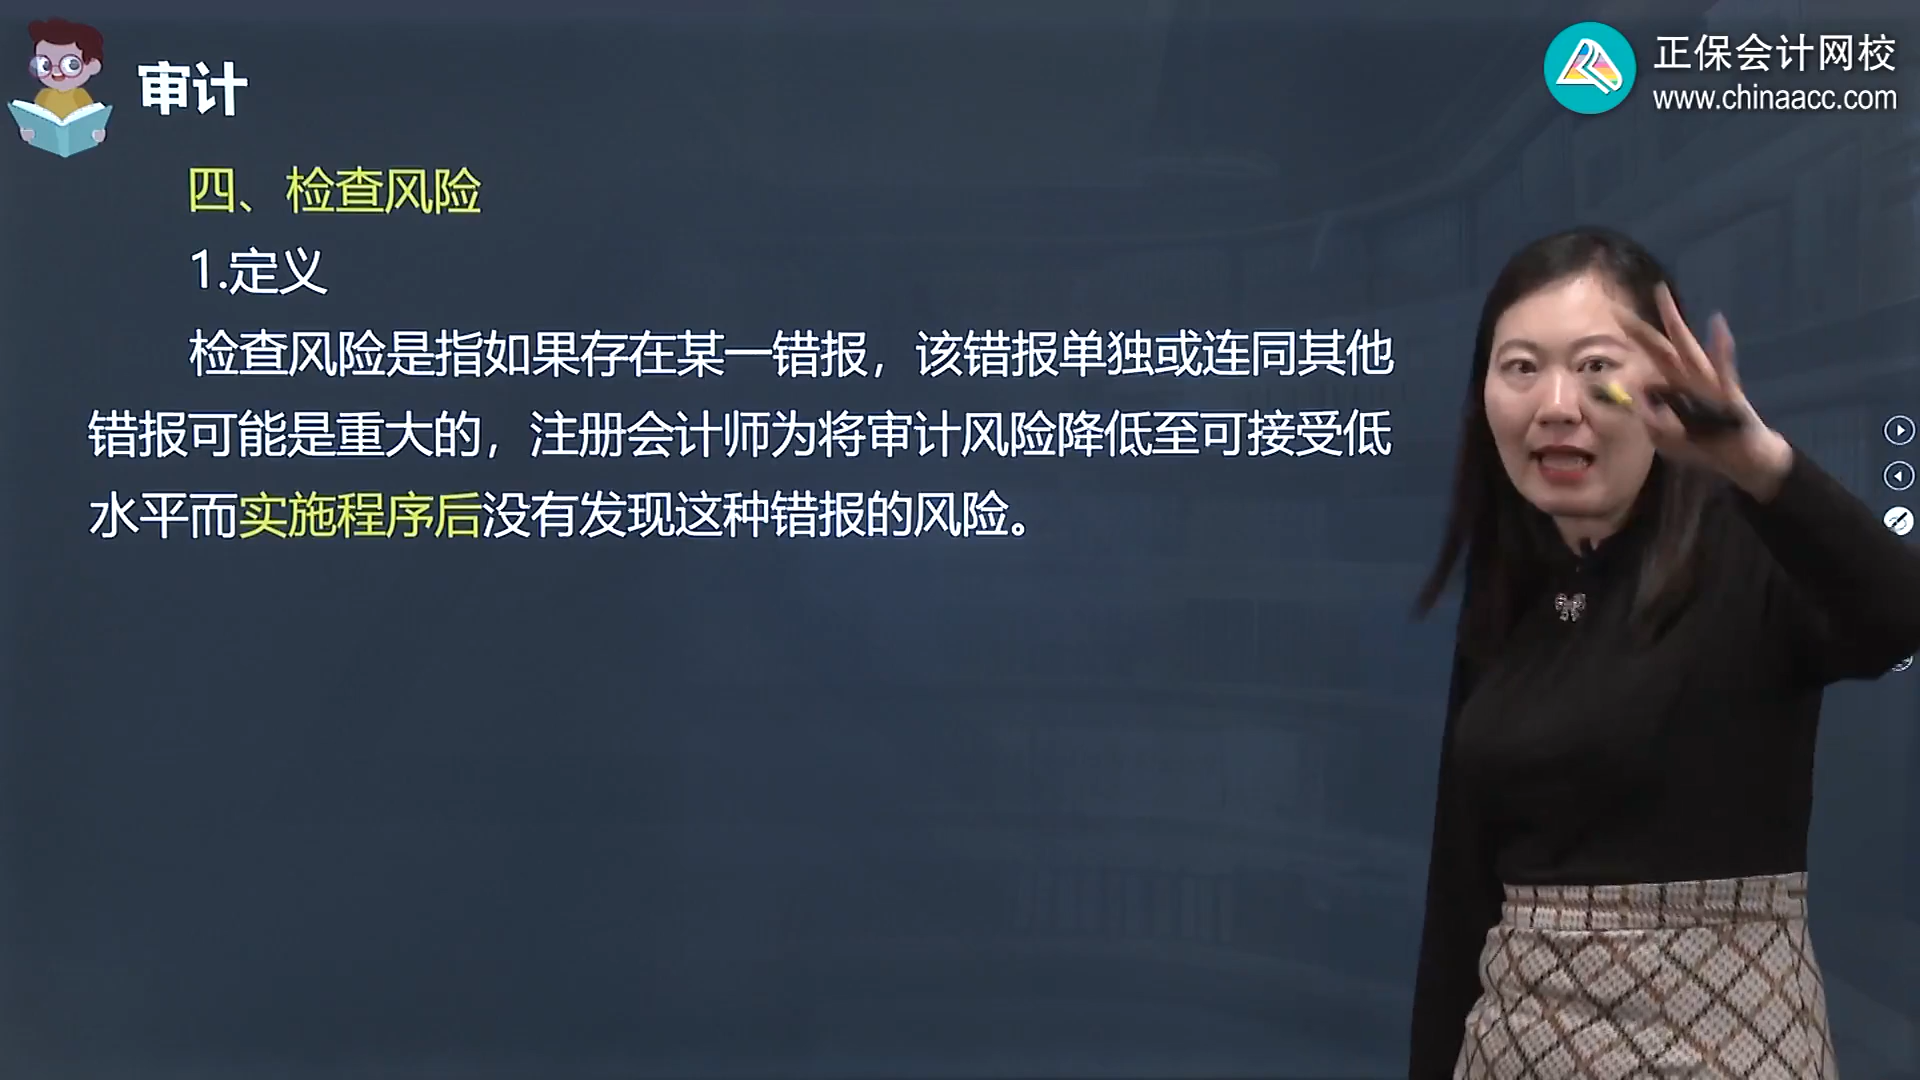 审计
正保会计网校
www.chinaacc.com
四、检查风险
1.定义
检查风险是指如果存在某一错报，该错报单独或连同其他
错报可能是重大的，注册会计师为将审计风险降低至可接受低
水平而实施程序后没有发现这种错报的风险。